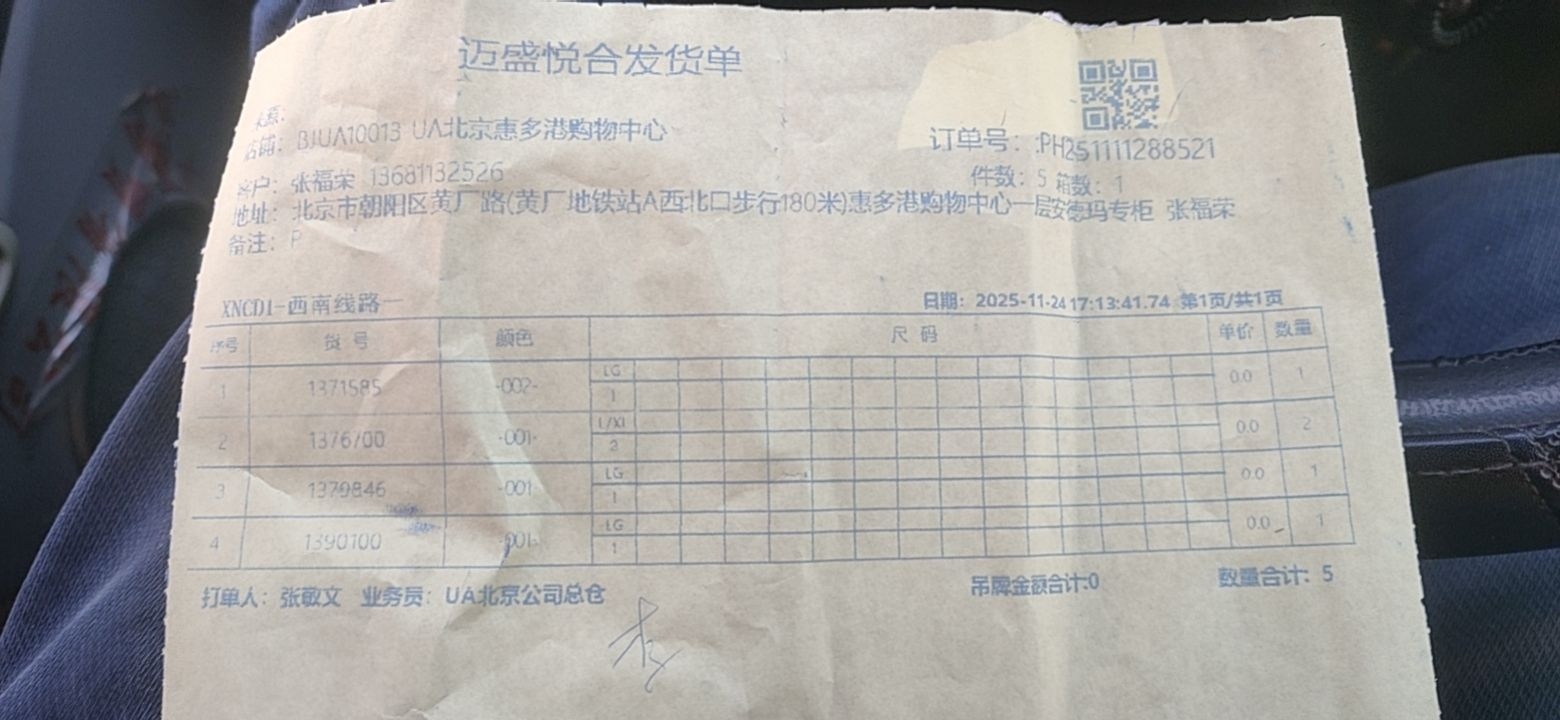 迈盛悦合发货单
来源:
店铺: BJUA10013 UA北京惠多港购物中心
订单号: :PH251111288521
客户: 张福荣 13681132526
件数: 5 箱数: 1
地址: 北京市朝阳区黄厂路(黄厂地铁站A西北口步行180米)惠多港购物中心一层安德玛专柜 张福荣
备注: P
XNCD1-西南线路一
日期: 2025-11-24 17:13:41.74 第1页/共1页
序号 货号 颜色 尺码 单价 数量
1 1371585 -002- LG 0.0 1
1
2 1376700 -001- L/XL 0.0 2
2
3 1379846 -001- LG 0.0 1
1
4 1390100 -001- LG 0.0 1
1
打单人: 张敬文 业务员: UA北京公司总仓 吊牌金额合计:0 数量合计: 5